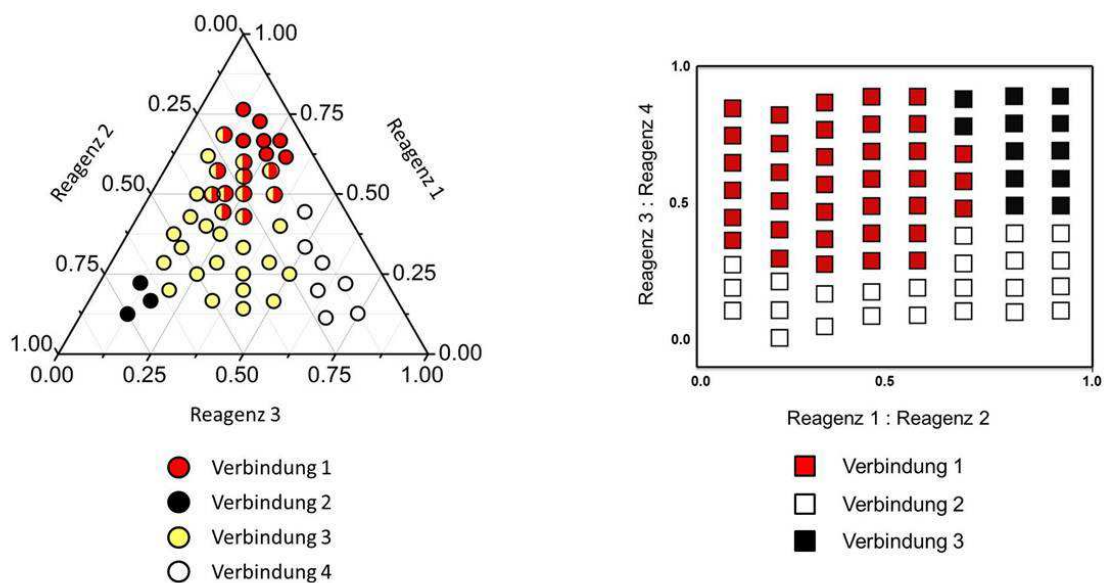 0.00
1.00
0.25
0.75
Reagenz 2
Reagenz 1
0.50
0.50
0.75
0.25
1.00
0.00
0.00
0.25
0.50
0.75
1.00
Reagenz 3
Verbindung 1
Verbindung 2
Verbindung 3
Verbindung 4
1.0
Reagenz 3 : Reagenz 4
0.5
0.0
0.0
0.5
1.0
Reagenz 1 : Reagenz 2
Verbindung 1
Verbindung 2
Verbindung 3